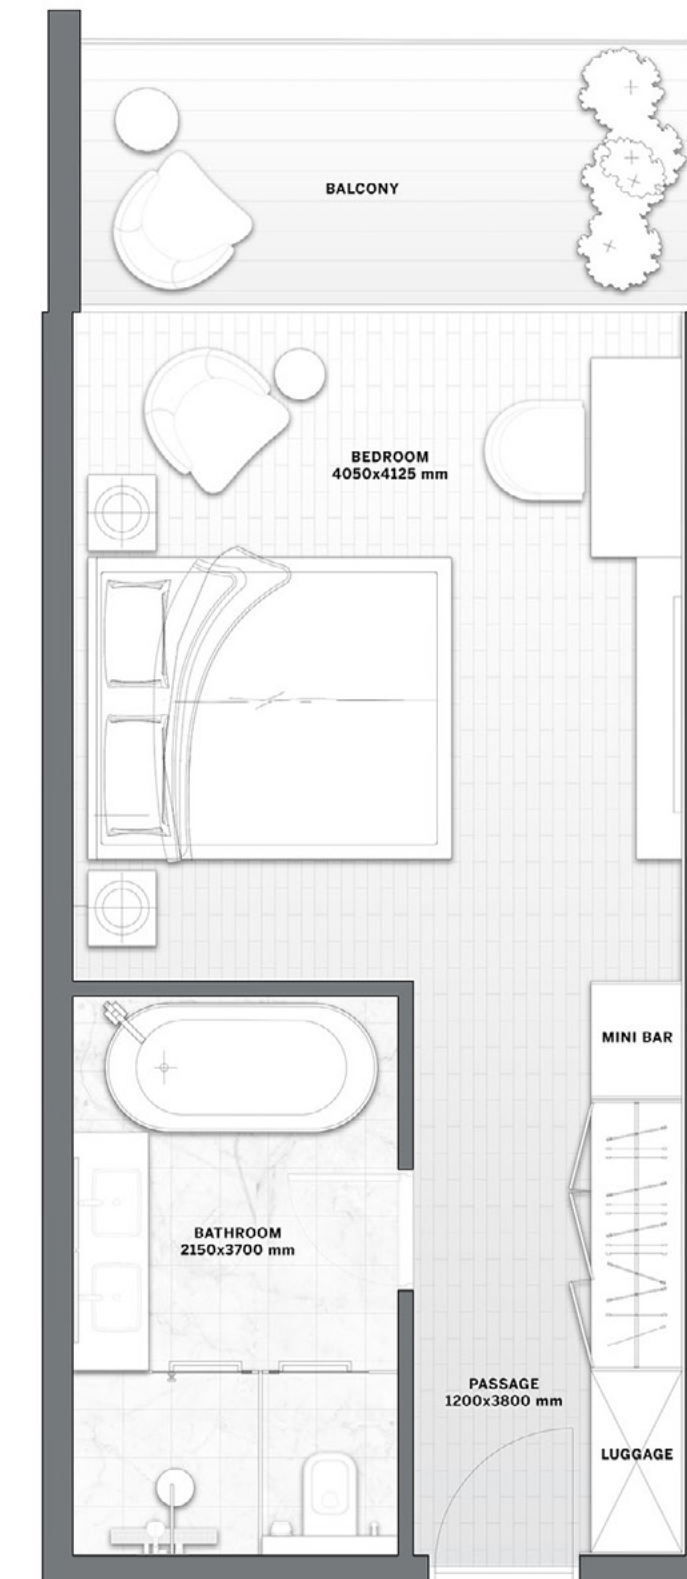 BALCONY
BEDROOM
4050x4125 mm
MINI BAR
BATHROOM
2150x3700 mm
PASSAGE
1200x3800 mm
LUGGAGE